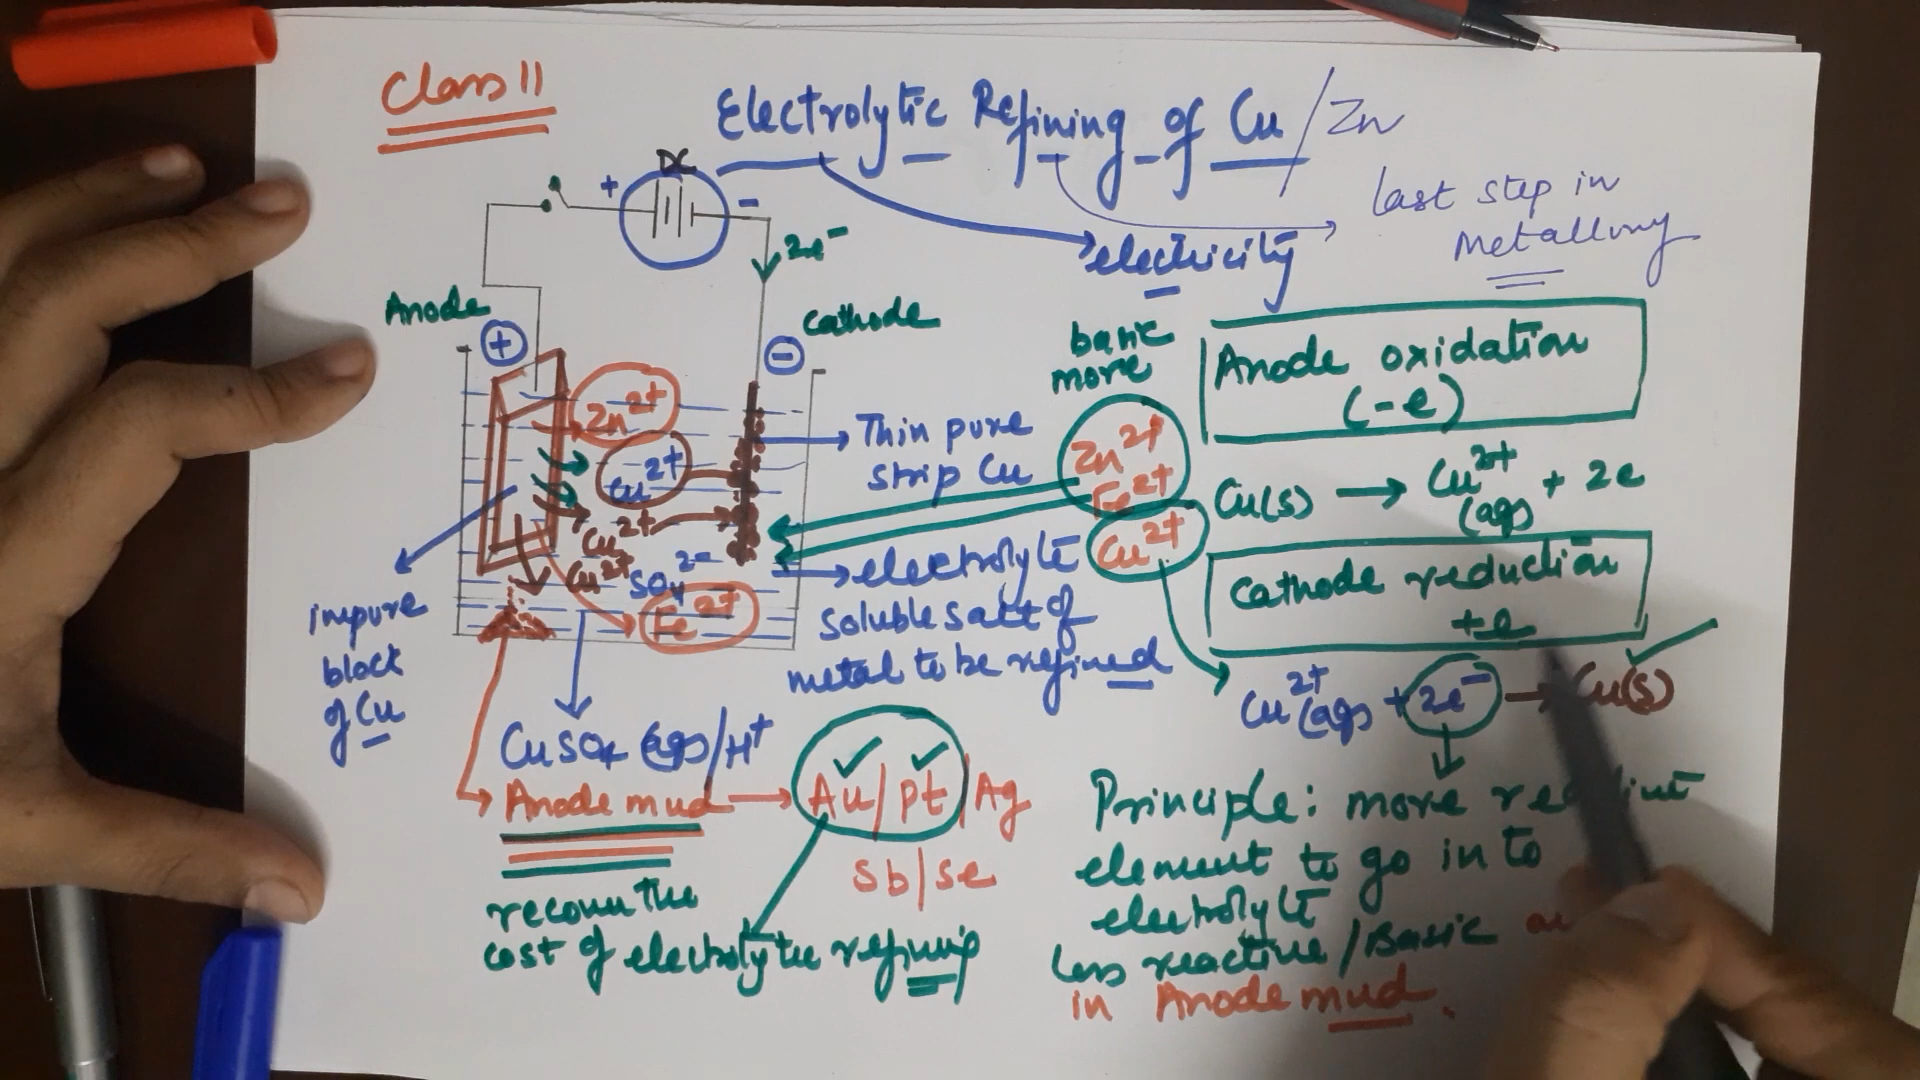 Class 11
Electrolytic Refining of Cu/Zn
last step in
Metallury
electricity
DC
+
-
2e⁻
Anode
+
Cathode
-
Zn²⁺
Cu²⁺
Cu²⁺
Cu²⁺
SO₄²⁻
Fe²⁺
Thin pure
strip Cu
electrolyte
soluble salt of
metal to be refined
impure
block
of Cu
CuSO₄ (aq)/H⁺
Anode mud → Au/Pt/Ag
Sb/Se
recover the
cost of electrolytic refining
basic
more
Zn²⁺
Fe²⁺
Cu²⁺
Anode oxidation
(-e)
Cu(s) → Cu²⁺(aq) + 2e
Cathode reduction
+e
Cu²⁺(aq) + 2e⁻ → Cu(s)
Principle: more
element to go in to
electrolyte
Less reactive/Basic
in Anode mud.